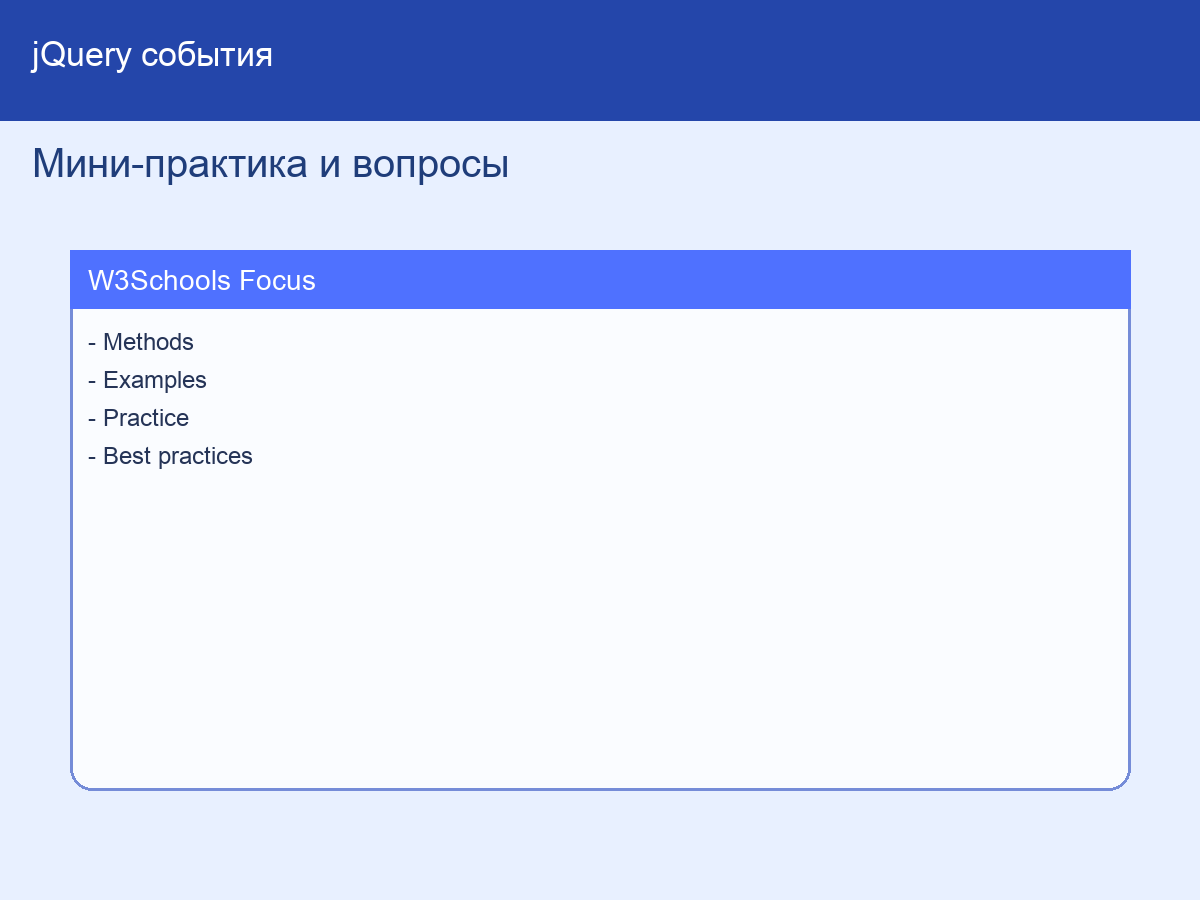 jQuery события
Мини-практика и вопросы
W3Schools Focus
- Methods
- Examples
- Practice
- Best practices